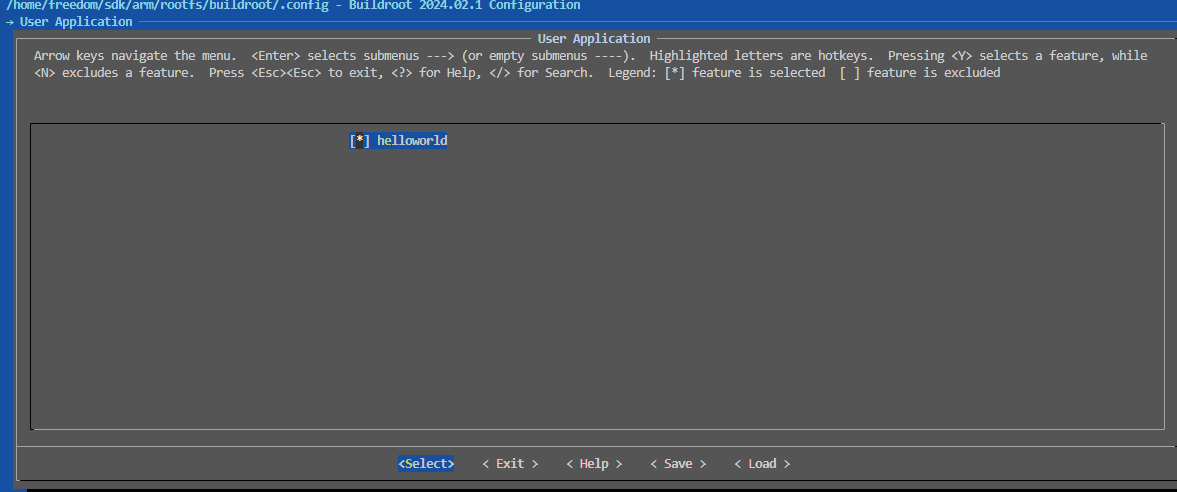 /home/freedom/sdk/arm/rootfs/buildroot/.config - Buildroot 2024.02.1 Configuration
→ User Application
User Application
Arrow keys navigate the menu.  <Enter> selects submenus ---> (or empty submenus ----).  Highlighted letters are hotkeys.  Pressing <Y> selects a feature, while
<N> excludes a feature.  Press <Esc><Esc> to exit, <?> for Help, </> for Search.  Legend: [*] feature is selected  [ ] feature is excluded
[*] helloworld
<Select>    < Exit >    < Help >    < Save >    < Load >